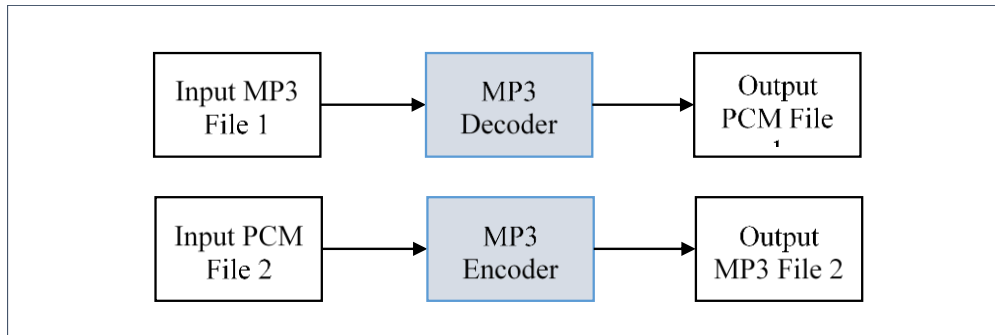 Input MP3
File 1
MP3
Decoder
Output
PCM File
Input PCM
File 2
MP3
Encoder
Output
MP3 File 2